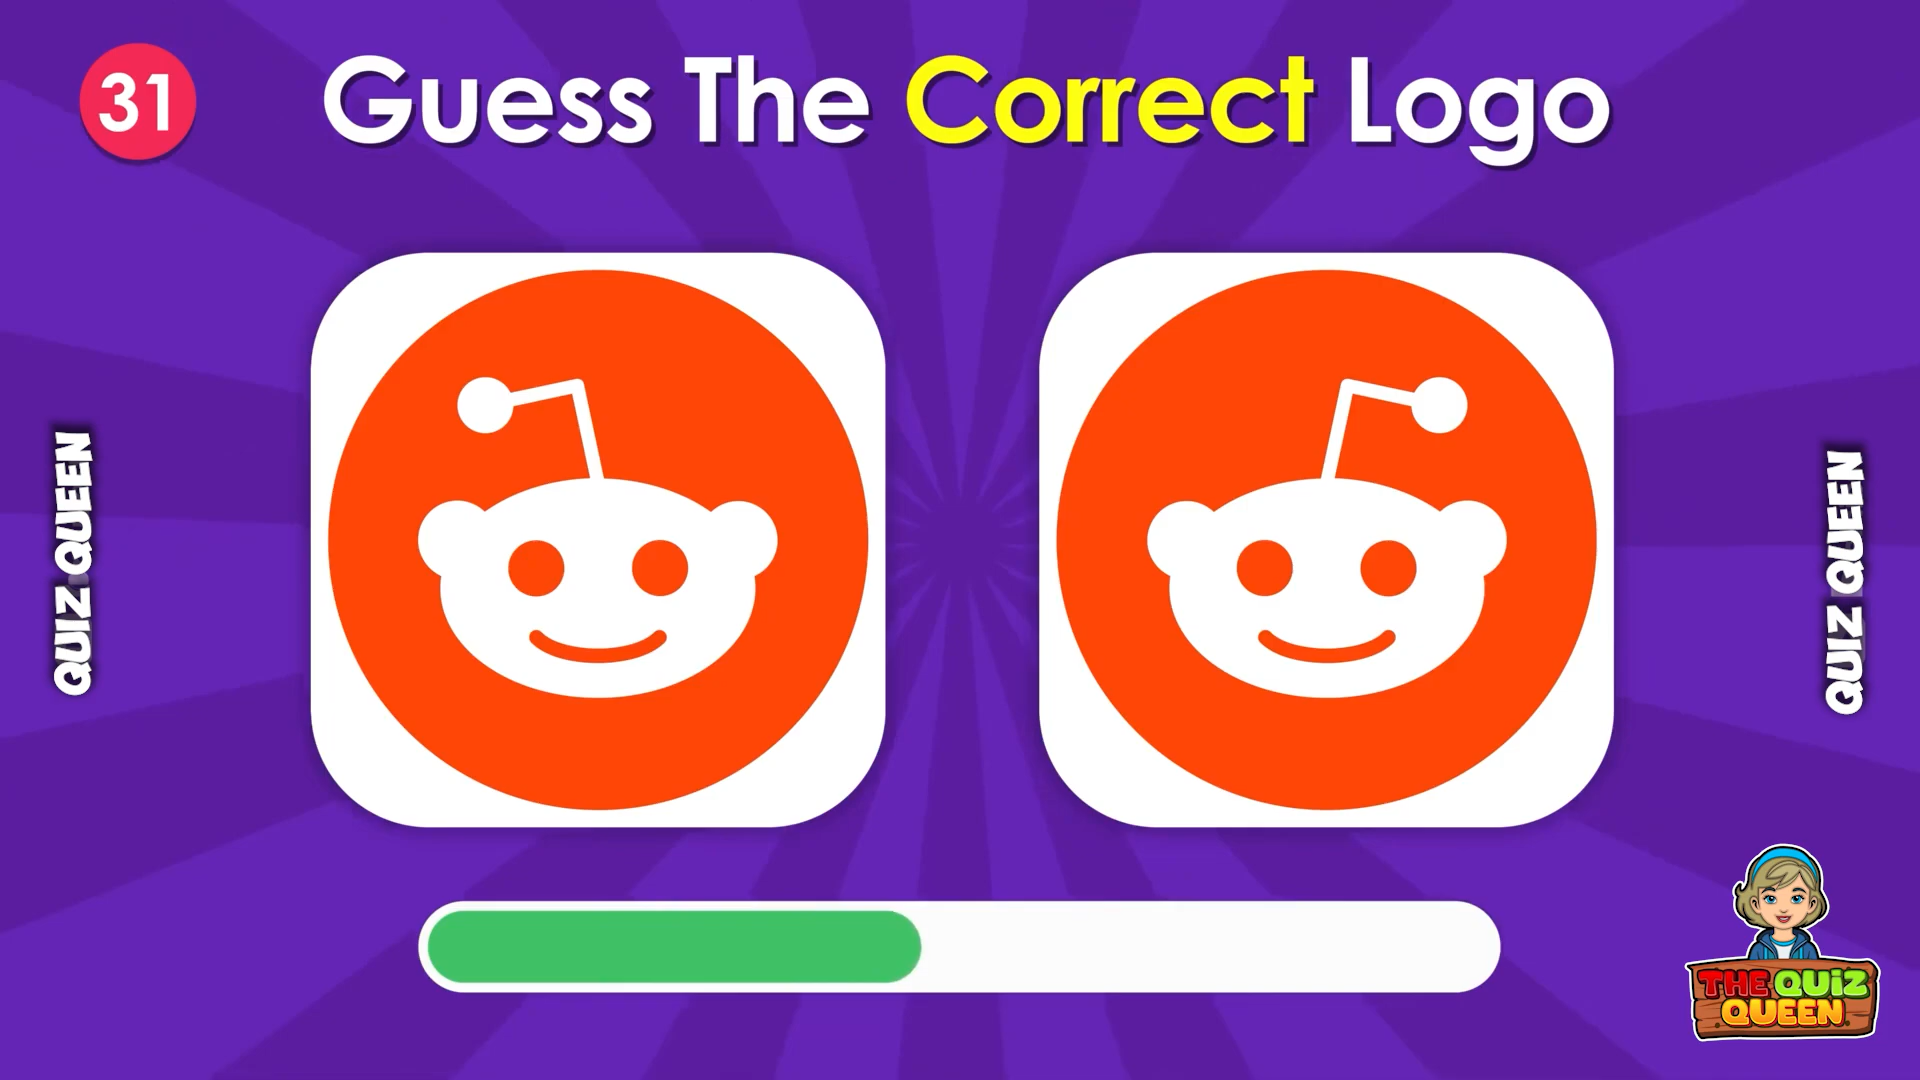 31
Guess The Correct Logo
QUIZ QUEEN
QUIZ QUEEN
THE QUIZ
QUEEN